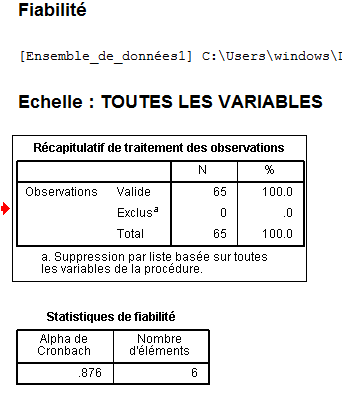 Fiabilité
[Ensemble_de_données1] C:\Users\windows\
Echelle : TOUTES LES VARIABLES
Récapitulatif de traitement des observations
N %
Observations Valide 65 100.0
Exclusª 0 .0
Total 65 100.0
a. Suppression par liste basée sur toutes
les variables de la procédure.
Statistiques de fiabilité
Alpha de Nombre
Cronbach d'éléments
.876 6